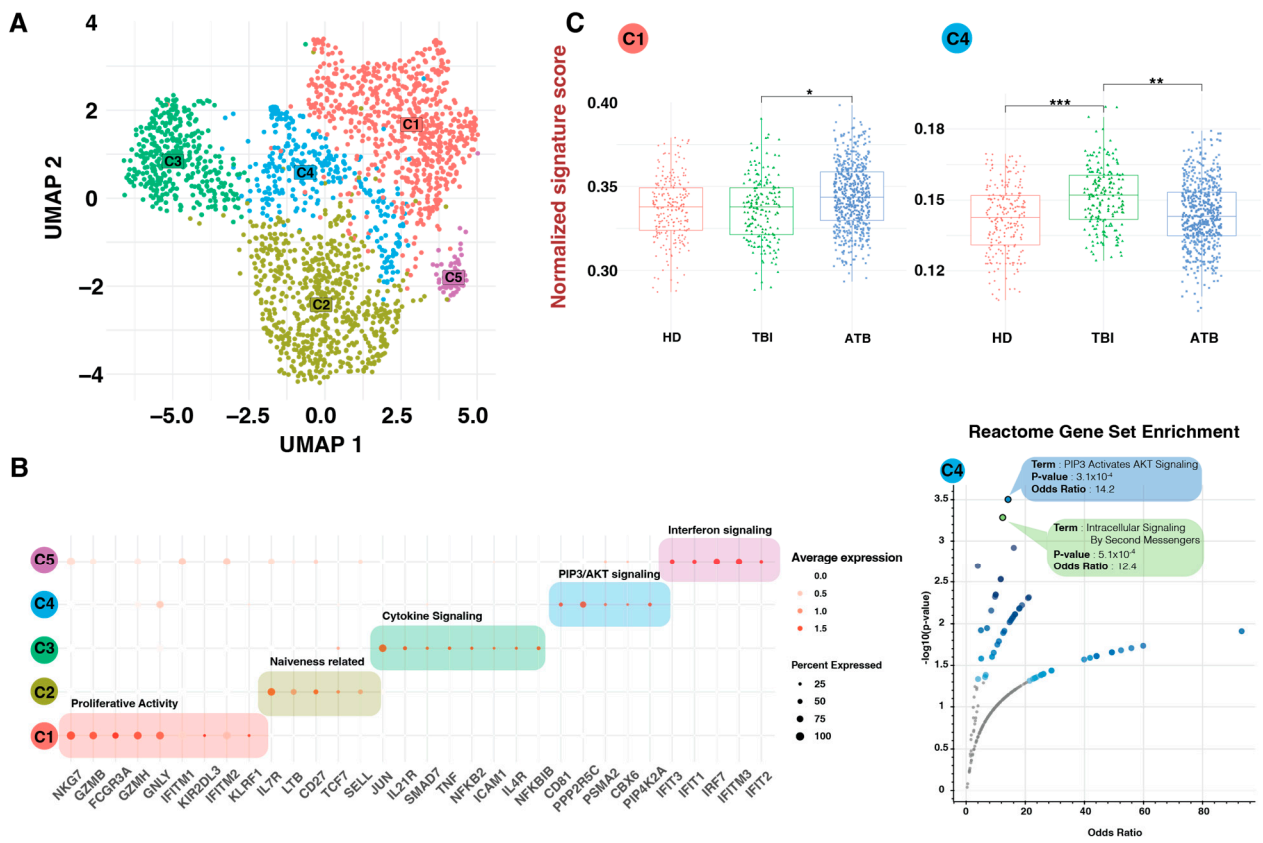 A
4
2
0
−2
−4
UMAP 2
C1
C3
C4
C5
C2
−5.0
−2.5
0.0
2.5
5.0
UMAP 1
C
C1
C4
Normalized signature score
0.40
0.35
0.30
*
HD
TBI
ATB
0.18
0.15
0.12
***
**
HD
TBI
ATB
B
C5
C4
C3
C2
C1
Interferon signaling
PIP3/AKT signaling
Cytokine Signaling
Naiveness related
Proliferative Activity
NKG7
GZMB
FCGR3A
GZMH
GNLY
IFITM1
KIR2DL3
IFITM2
KLRF1
IL7R
LTB
CD27
TCF7
SELL
JUN
IL21R
SMAD7
TNF
NFKB2
ICAM1
IL4R
NFKBIB
CD81
PPP2R5C
PSMA2
CBX6
PIP4K2A
IFIT3
IFIT1
IRF7
IFITM3
IFIT2
Average expression
0.0
0.5
1.0
1.5
Percent Expressed
25
50
75
100
Reactome Gene Set Enrichment
C4
Term : PIP3 Activates AKT Signaling
P-value : 3.1x10⁻⁴
Odds Ratio : 14.2
Term : Intracellular Signaling
By Second Messengers
P-value : 5.1x10⁻⁴
Odds Ratio : 12.4
-log10(p-value)
3.5
3
2.5
2
1.5
1
0.5
0
0
20
40
60
80
Odds Ratio